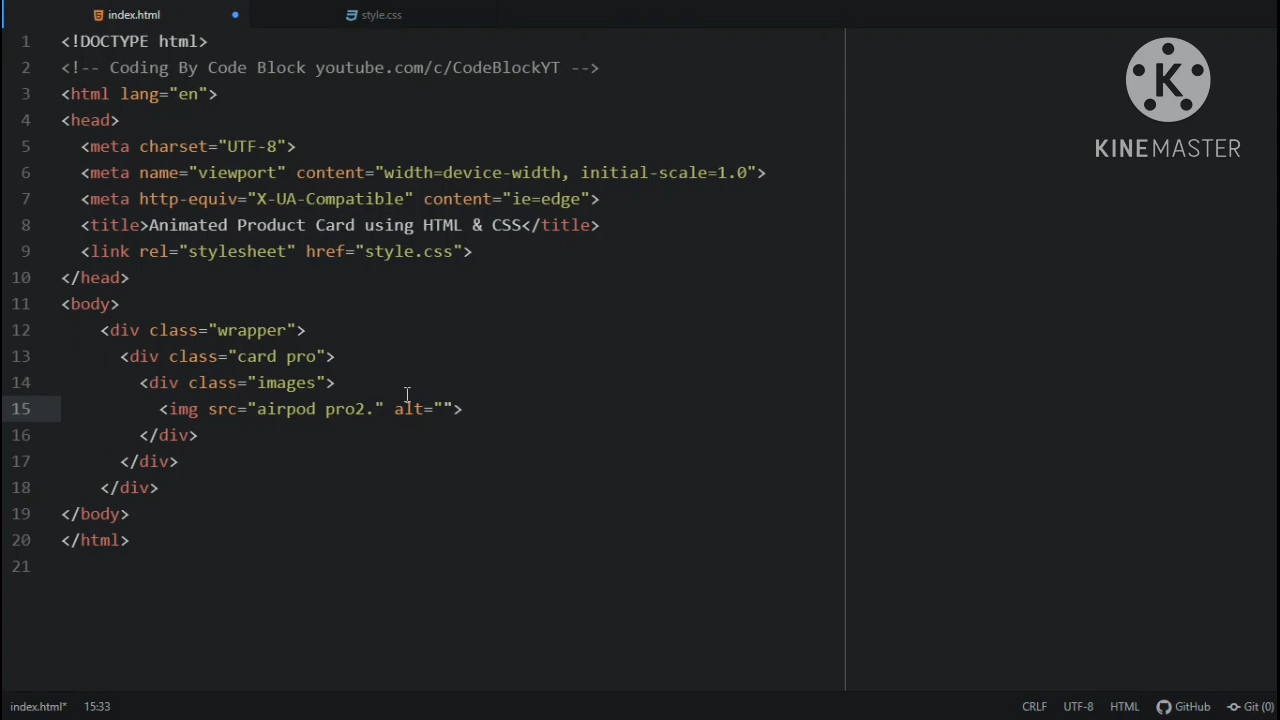 index.html
style.css
1 <!DOCTYPE html>
2 <!-- Coding By Code Block youtube.com/c/CodeBlockYT -->
3 <html lang="en">
4 <head>
5 <meta charset="UTF-8">
6 <meta name="viewport" content="width=device-width, initial-scale=1.0">
7 <meta http-equiv="X-UA-Compatible" content="ie=edge">
8 <title>Animated Product Card using HTML & CSS</title>
9 <link rel="stylesheet" href="style.css">
10 </head>
11 <body>
12 <div class="wrapper">
13 <div class="card pro">
14 <div class="images">
15 <img src="airpod pro2." alt="">
16 </div>
17 </div>
18 </div>
19 </body>
20 </html>
21
K
KINEMASTER
index.html* 15:33
CRLF UTF-8 HTML GitHub Git (0)